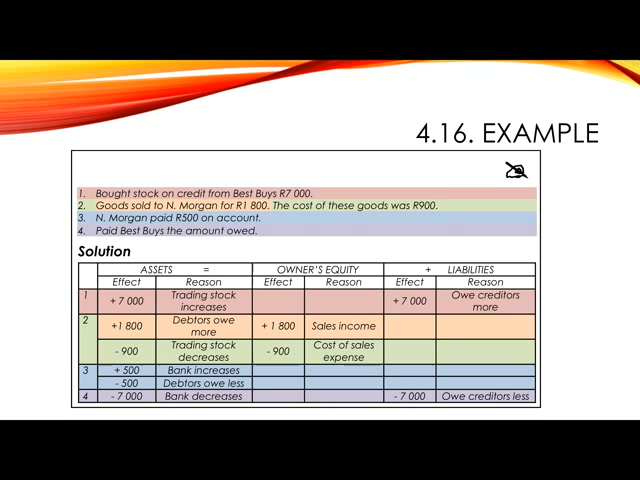 4.16. EXAMPLE
1. Bought stock on credit from Best Buys R7 000.
2. Goods sold to N. Morgan for R1 800. The cost of these goods was R900.
3. N. Morgan paid R500 on account.
4. Paid Best Buys the amount owed.
Solution
ASSETS = OWNER'S EQUITY + LIABILITIES
Effect Reason Effect Reason Effect Reason
1 + 7 000 Trading stock increases + 7 000 Owe creditors more
2 +1 800 Debtors owe more + 1 800 Sales income
- 900 Trading stock decreases - 900 Cost of sales expense
3 + 500 Bank increases
- 500 Debtors owe less
4 - 7 000 Bank decreases - 7 000 Owe creditors less